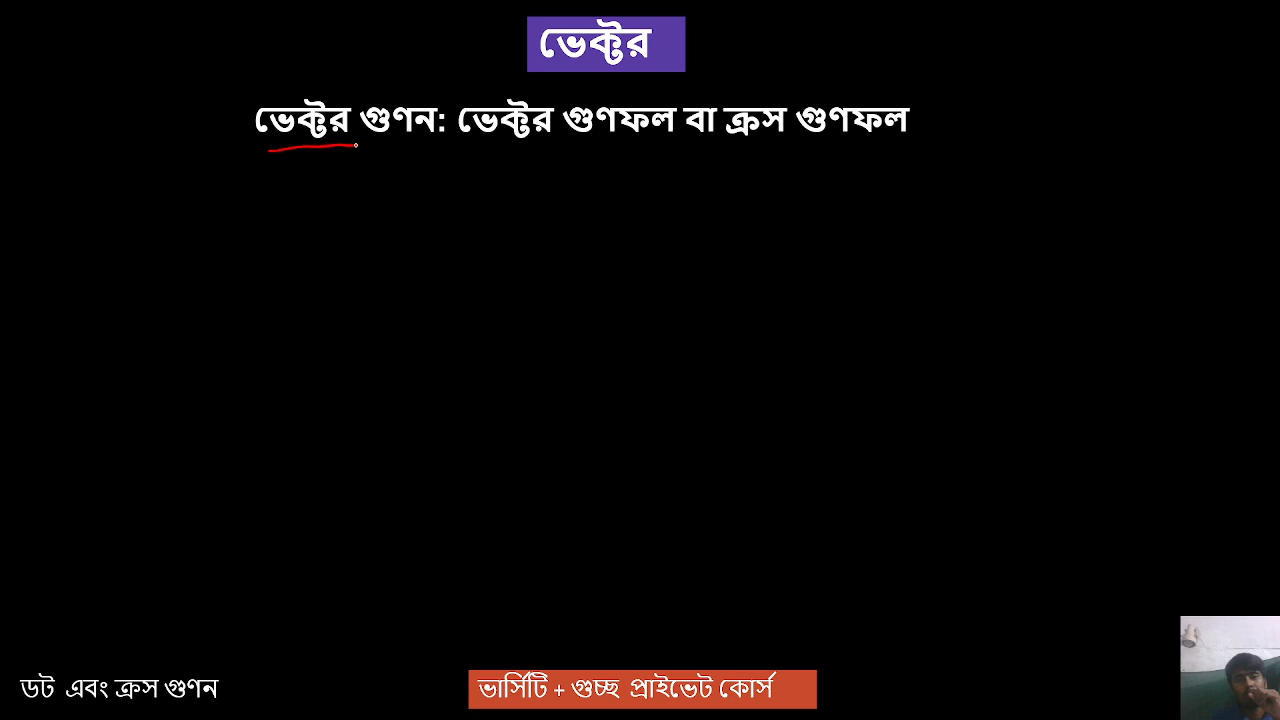 ভেক্টর
ভেক্টর গুণন: ভেক্টর গুণফল বা ক্রস গুণফল
ডট এবং ক্রস গুণন
ভার্সিটি + গুচ্ছ প্রাইভেট কোর্স